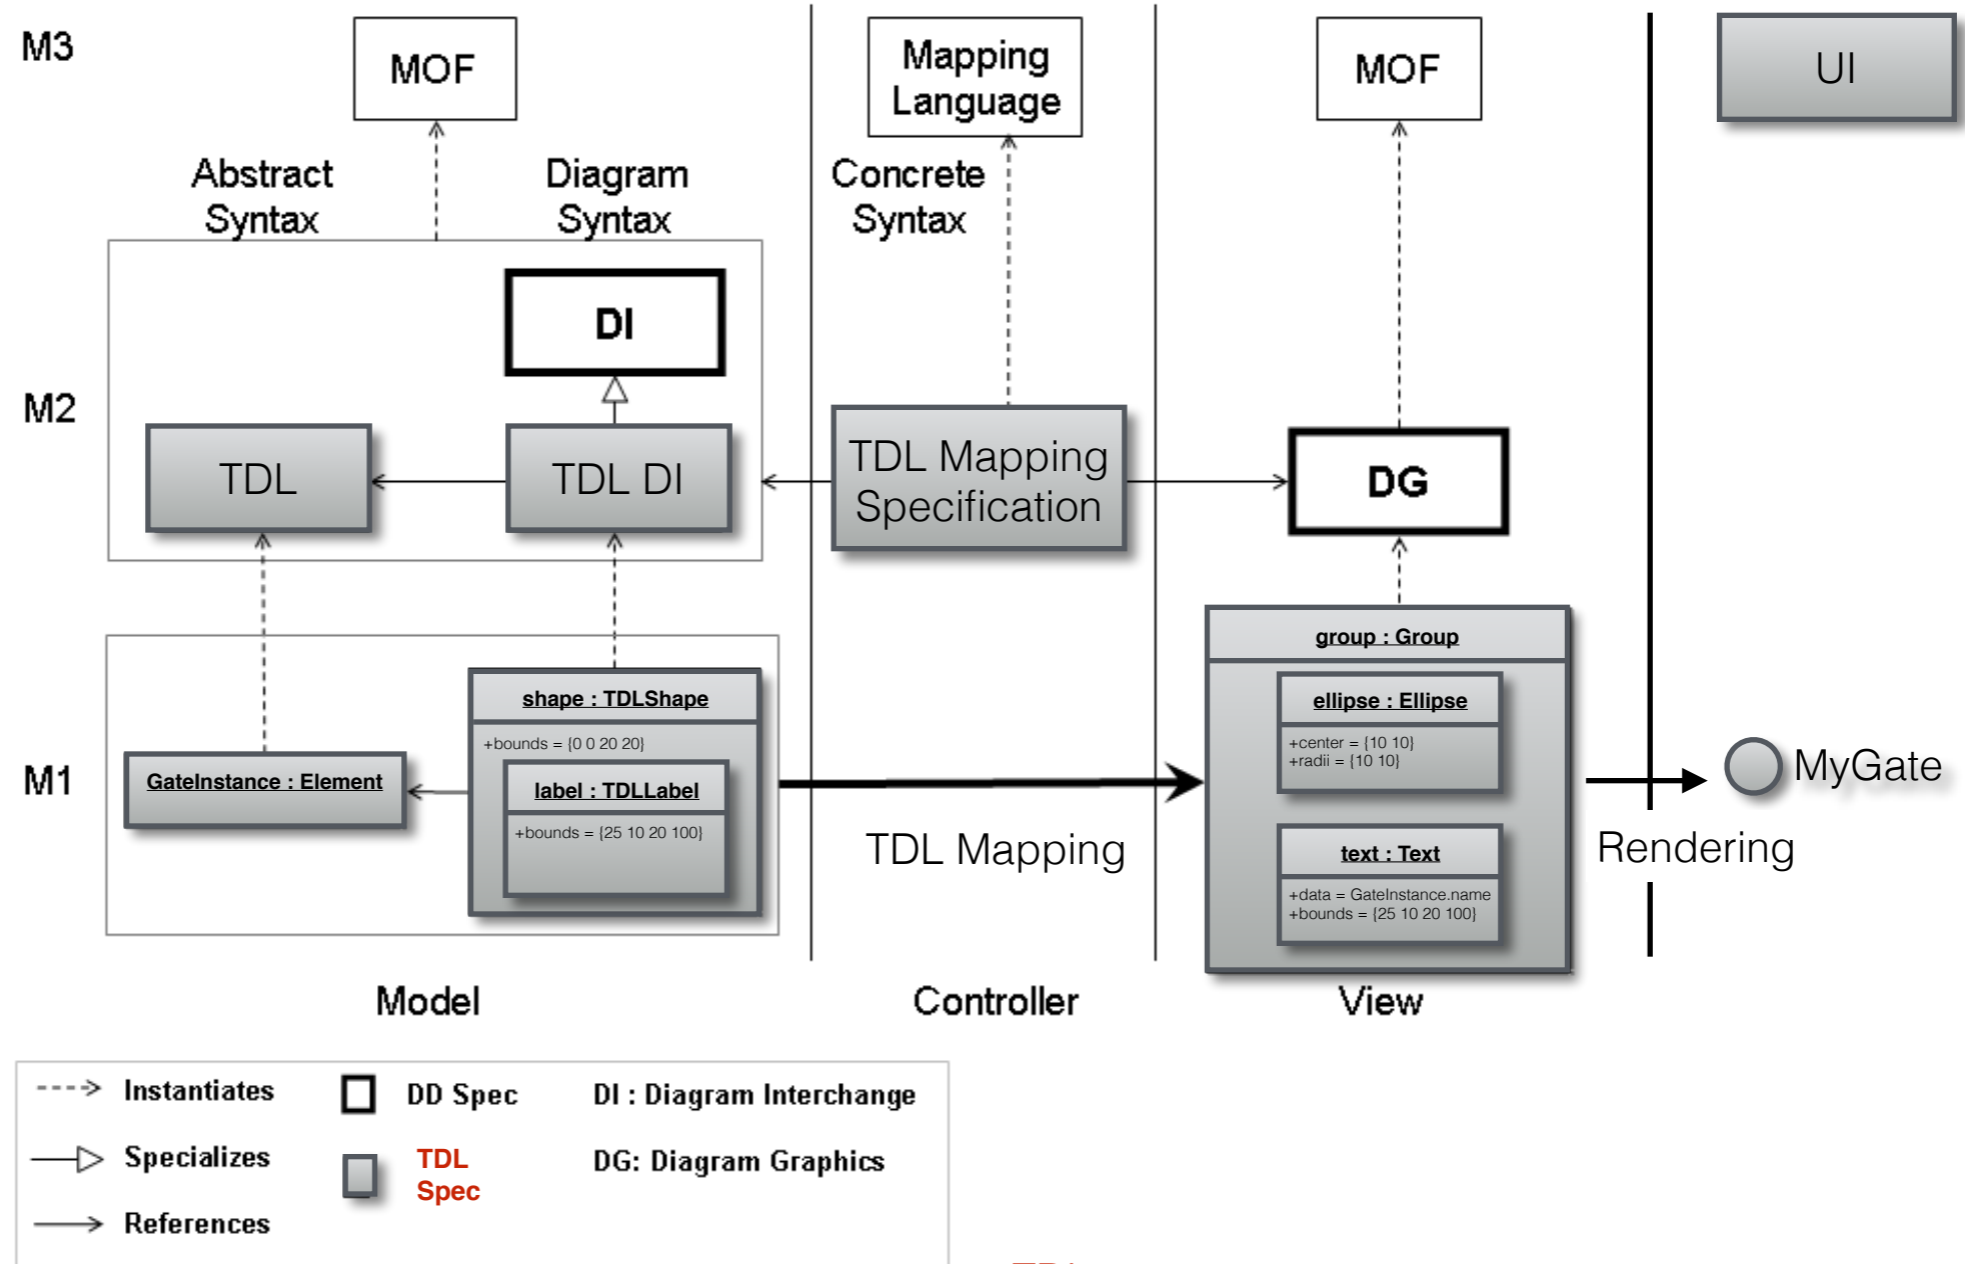 M3
MOF
Mapping
Language
MOF
UI
Abstract
Syntax
Diagram
Syntax
Concrete
Syntax
DI
M2
TDL
TDL DI
TDL Mapping
Specification
DG
group : Group
shape : TDLShape
+bounds = {0 0 20 20}
ellipse : Ellipse
+center = {10 10}
+radii = {10 10}
M1
GateInstance : Element
label : TDLLabel
+bounds = {25 10 20 100}
MyGate
TDL Mapping
text : Text
+data = GateInstance.name
+bounds = {25 10 20 100}
Rendering
Model
Controller
View
Instantiates
DD Spec
DI : Diagram Interchange
Specializes
TDL
Spec
DG: Diagram Graphics
References